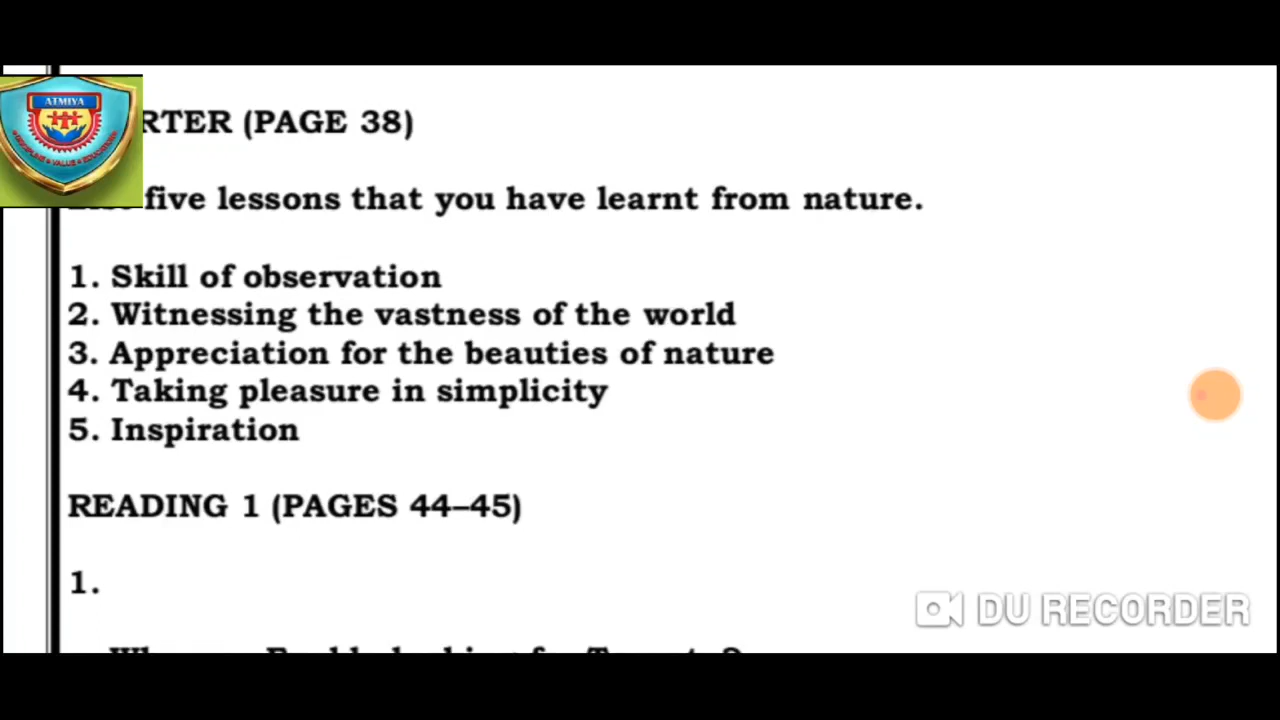 ATMIYA
RTER (PAGE 38)
five lessons that you have learnt from nature.
1. Skill of observation
2. Witnessing the vastness of the world
3. Appreciation for the beauties of nature
4. Taking pleasure in simplicity
5. Inspiration
READING 1 (PAGES 44–45)
1.
DU RECORDER